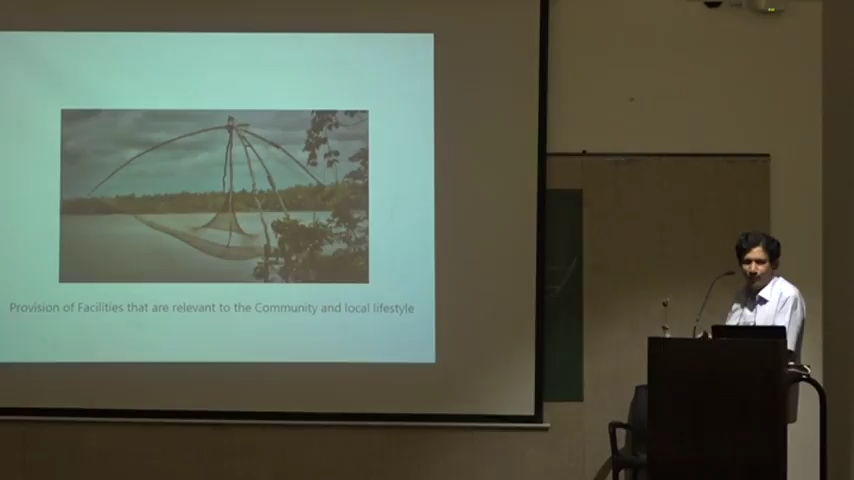 Provision of Facilities that are relevant to the Community and local lifestyle